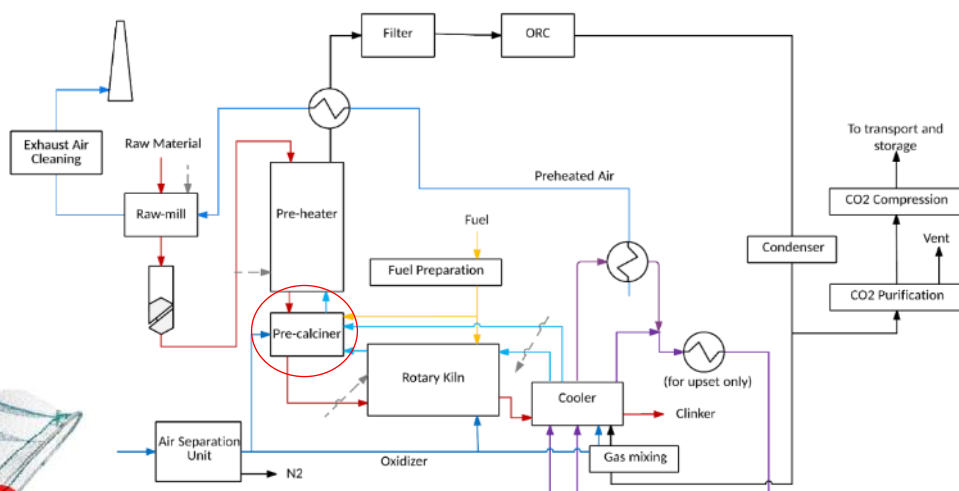 Filter
ORC
Exhaust Air
Cleaning
Raw Material
To transport and
storage
Preheated Air
CO2 Compression
Raw-mill
Pre-heater
Fuel
Vent
Condenser
Fuel Preparation
CO2 Purification
Pre-calciner
Rotary Kiln
(for upset only)
Cooler
Clinker
Air Separation
Unit
Oxidizer
Gas mixing
N2